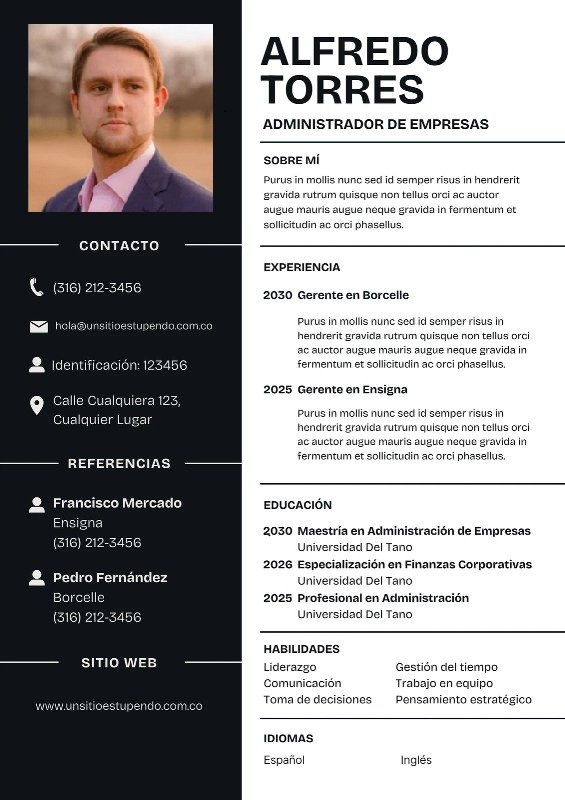 ALFREDO
TORRES
ADMINISTRADOR DE EMPRESAS
CONTACTO
(316) 212-3456
hola@unsitioestupendo.com.co
Identificación: 123456
Calle Cualquiera 123,
Cualquier Lugar
REFERENCIAS
Francisco Mercado
Ensigna
(316) 212-3456
Pedro Fernández
Borcelle
(316) 212-3456
SITIO WEB
www.unsitioestupendo.com.co
SOBRE MÍ
Purus in mollis nunc sed id semper risus in hendrerit
gravida rutrum quisque non tellus orci ac auctor
augue mauris augue neque gravida in fermentum et
sollicitudin ac orci phasellus.
EXPERIENCIA
2030 Gerente en Borcelle
Purus in mollis nunc sed id semper risus in
hendrerit gravida rutrum quisque non tellus orci
ac auctor augue mauris augue neque gravida in
fermentum et sollicitudin ac orci phasellus.
2025 Gerente en Ensigna
Purus in mollis nunc sed id semper risus in
hendrerit gravida rutrum quisque non tellus orci
ac auctor augue mauris augue neque gravida in
fermentum et sollicitudin ac orci phasellus.
EDUCACIÓN
2030 Maestría en Administración de Empresas
Universidad Del Tano
2026 Especialización en Finanzas Corporativas
Universidad Del Tano
2025 Profesional en Administración
Universidad Del Tano
HABILIDADES
Liderazgo Gestión del tiempo
Comunicación Trabajo en equipo
Toma de decisiones Pensamiento estratégico
IDIOMAS
Español Inglés